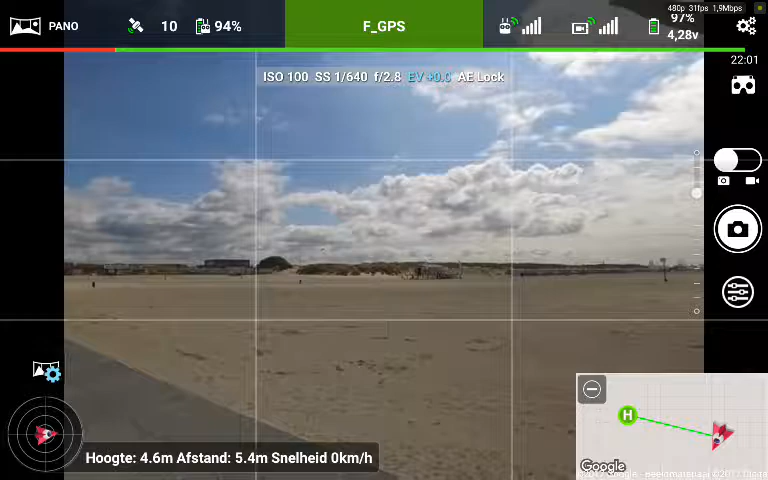 480p 31fps 1,9Mbps
PANO
10
94%
F_GPS
97%
4,28v
22:01
ISO 100 SS 1/640 f/2.8 EV +0.0 AE Lock
H
Hoogte: 4.6m Afstand: 5.4m Snelheid 0km/h
Google